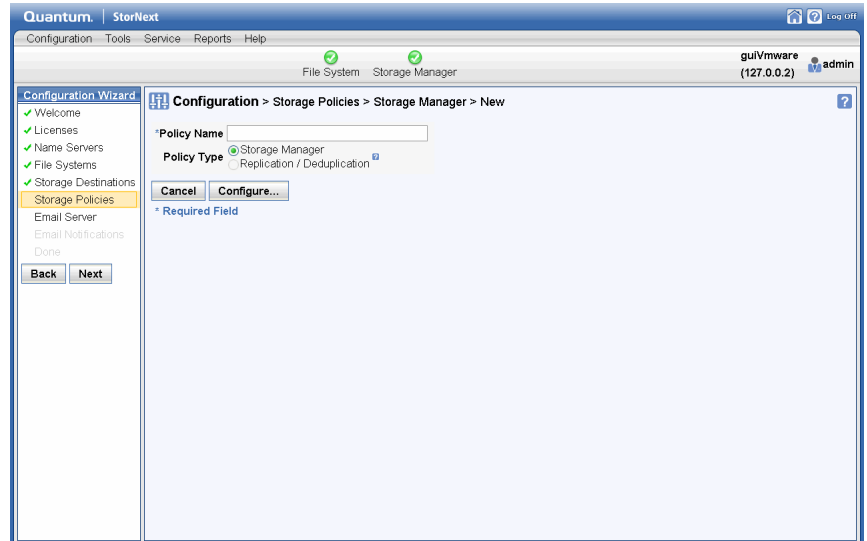 Quantum. StorNext
Log Off
Configuration Tools Service Reports Help
File System Storage Manager
guiVmware
(127.0.0.2)
admin
Configuration Wizard
Welcome
Licenses
Name Servers
File Systems
Storage Destinations
Storage Policies
Email Server
Email Notifications
Done
Back Next
Configuration > Storage Policies > Storage Manager > New
?
*Policy Name
Policy Type
Storage Manager
Replication / Deduplication ?
Cancel Configure...
* Required Field